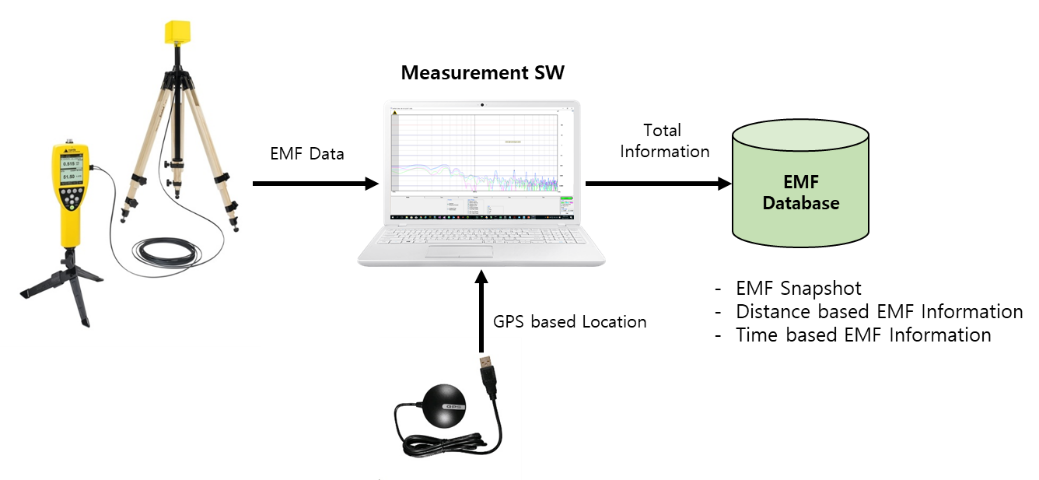 Measurement SW
EMF Data
Total
Information
EMF
Database
GPS based Location
- EMF Snapshot
- Distance based EMF Information
- Time based EMF Information